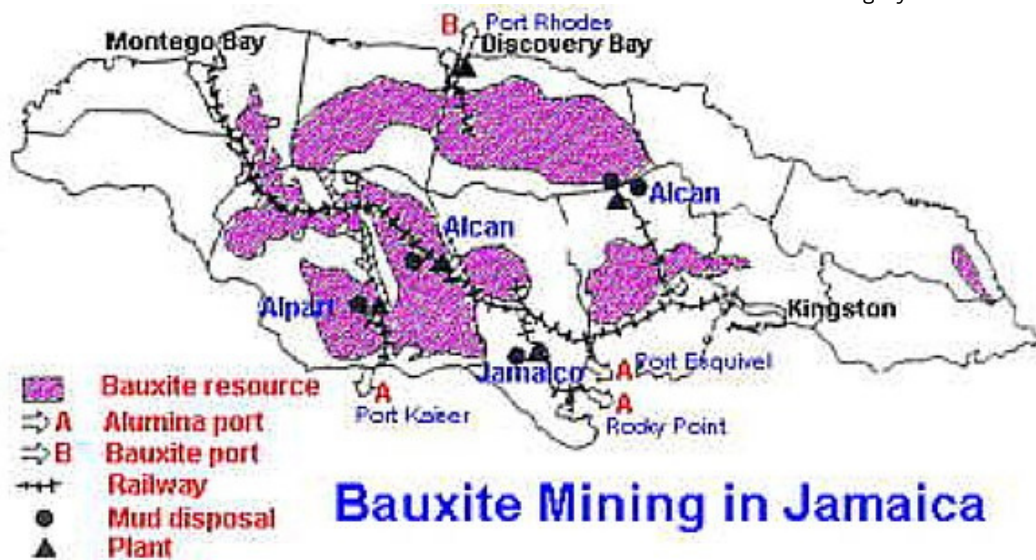 B Port Rhodes
Montego Bay
Discovery Bay
Alcan
Alcan
Alpart
Kingston
Port Esquivel
Jamalco
A
A
A
Port Kaiser
Rocky Point
Bauxite resource
A Alumina port
B Bauxite port
Railway
Mud disposal
Plant
Bauxite Mining in Jamaica